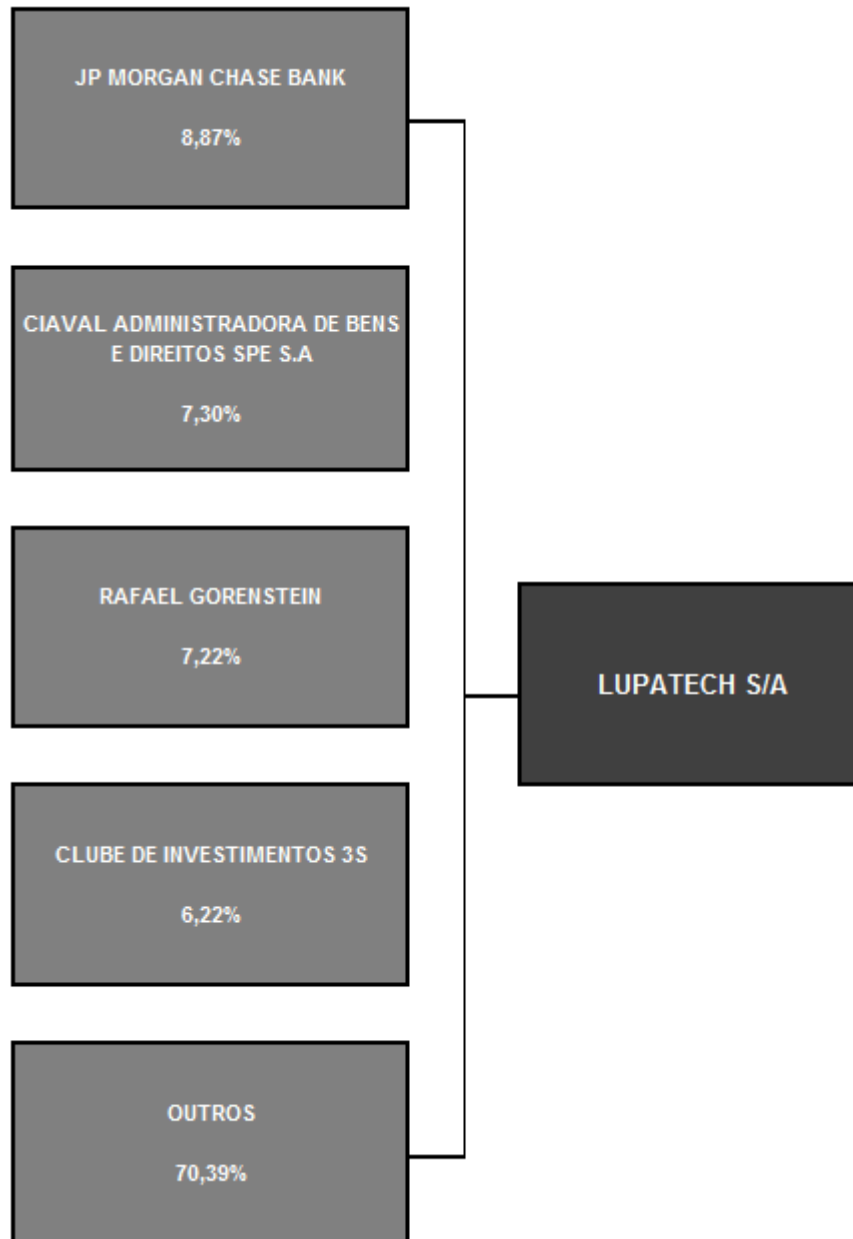 JP MORGAN CHASE BANK
8,87%
CIAVAL ADMINISTRADORA DE BENS
E DIREITOS SPE S.A
7,30%
RAFAEL GORENSTEIN
7,22%
LUPATECH S/A
CLUBE DE INVESTIMENTOS 3S
6,22%
OUTROS
70,39%